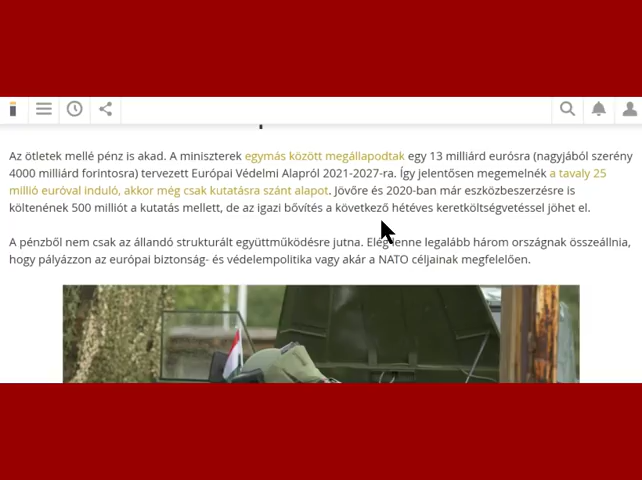 Az ötletek mellé pénz is akad. A miniszterek egymás között megállapodtak egy 13 milliárd eurósra (nagyjából szerény
4000 milliárd forintosra) tervezett Európai Védelmi Alapról 2021-2027-ra. Így jelentősen megemelnék a tavaly 25
millió euróval induló, akkor még csak kutatásra szánt alapot. Jövőre és 2020-ban már eszközbeszerzésre is
költenének 500 milliót a kutatás mellett, de az igazi bővítés a következő hétéves keretköltségvetéssel jöhet el.
A pénzből nem csak az állandó strukturált együttműködésre jutna. Elég lenne legalább három országnak összeállnia,
hogy pályázzon az európai biztonság- és védelempolitika vagy akár a NATO céljainak megfelelően.